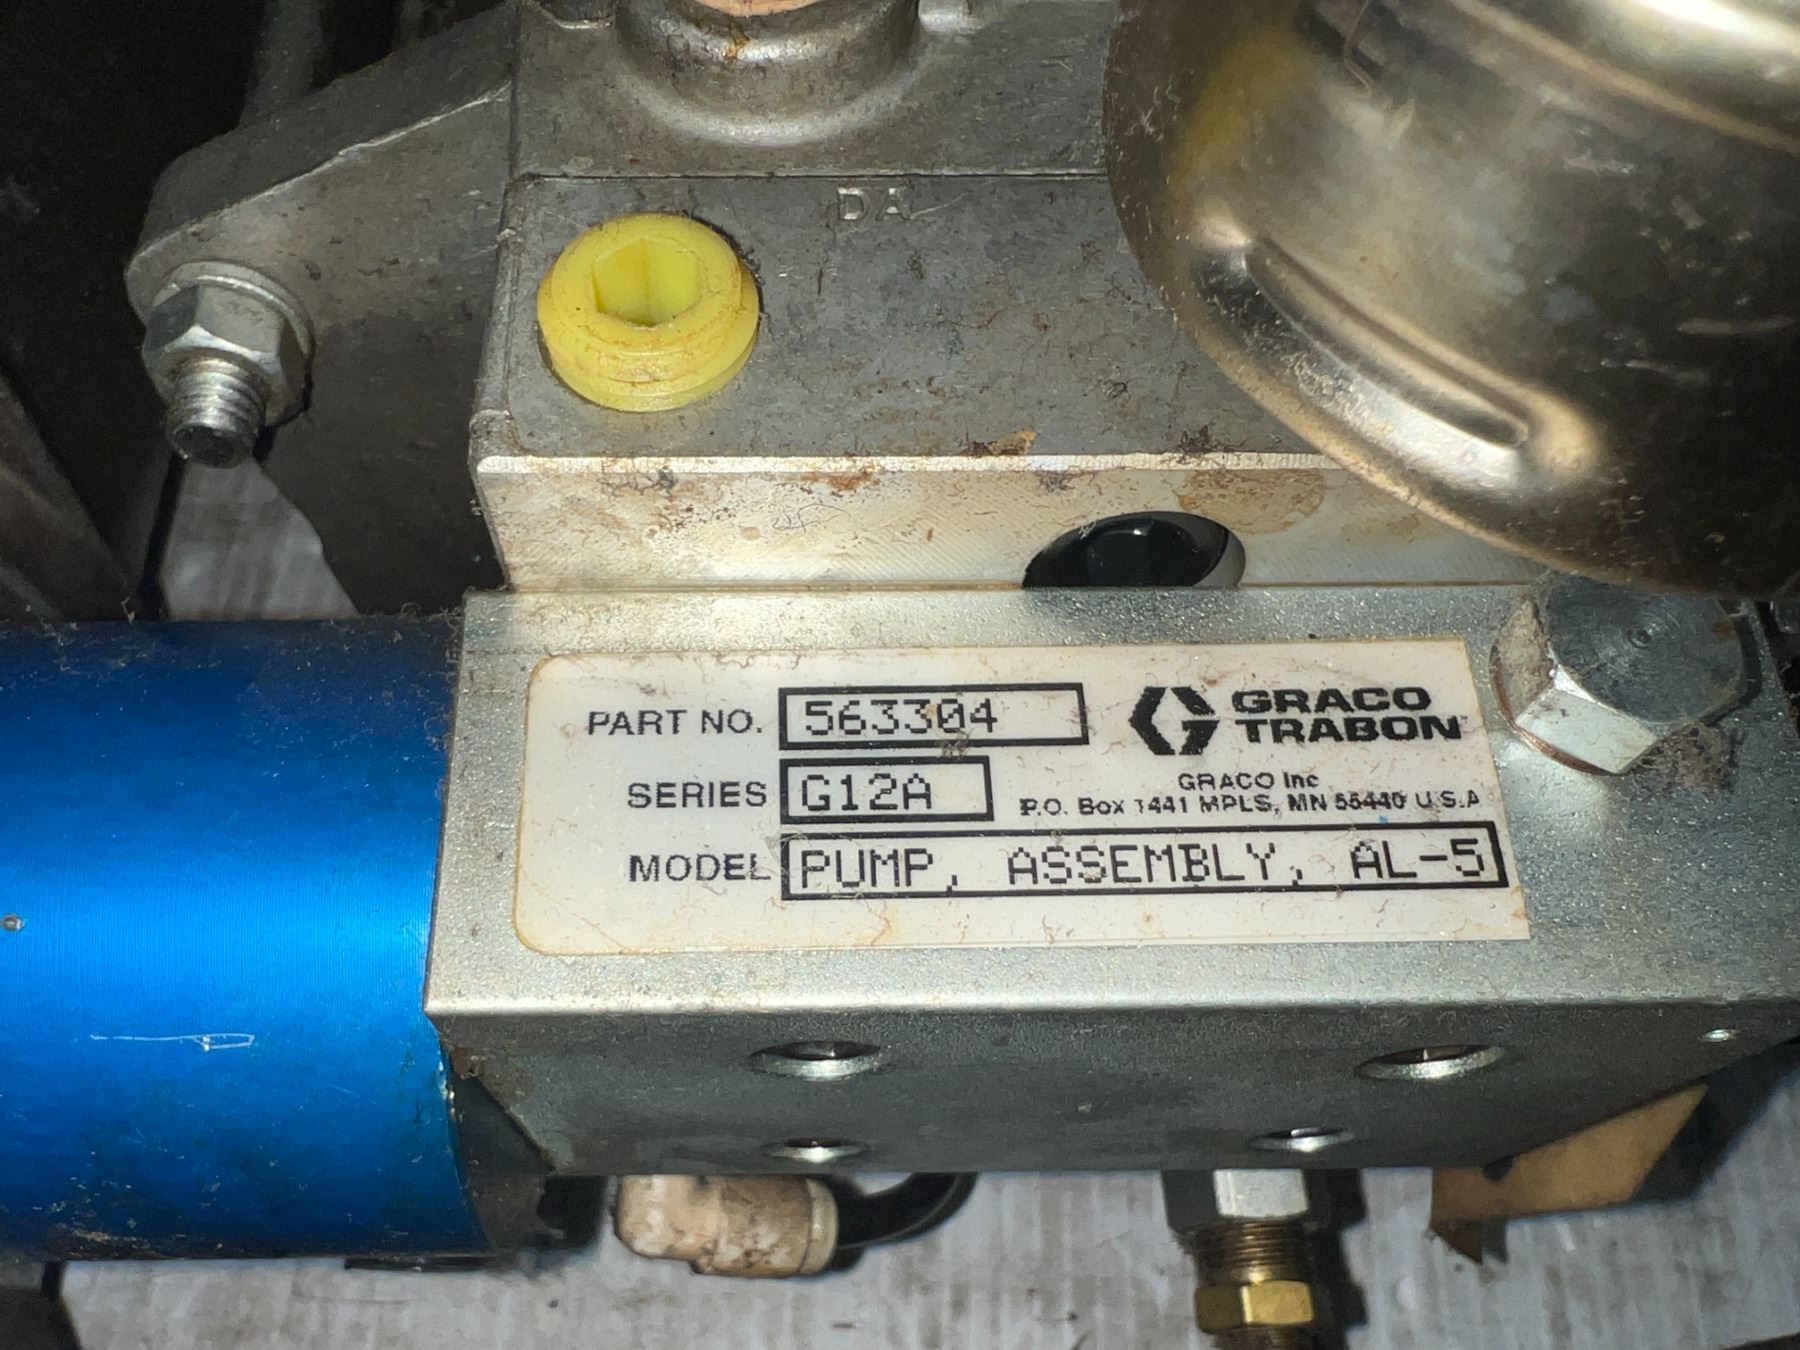 DA
PART NO. 563304
GRACO
TRABON
SERIES G12A
GRACO Inc
P.O. Box 1441 MPLS, MN 55440 U.S.A
MODEL PUMP, ASSEMBLY, AL-5